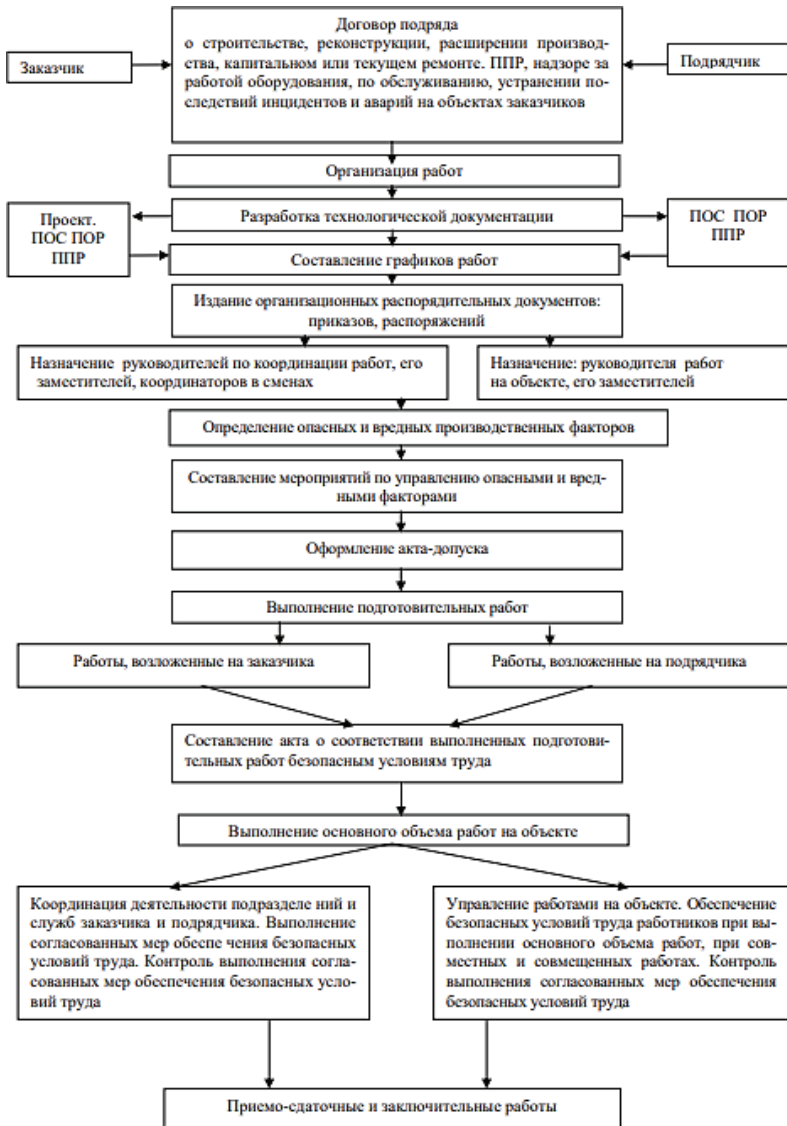 Договор подряда
о строительстве, реконструкции, расширении производ-
ства, капитальном или текущем ремонте. ППР, надзоре за
работой оборудования, по обслуживанию, устранении по-
следствий инцидентов и аварий на объектах заказчиков
Заказчик
Подрядчик
Организация работ
Разработка технологической документации
Проект.
ПОС ПОР
ППР
ПОС ПОР
ППР
Составление графиков работ
Издание организационных распорядительных документов:
приказов, распоряжений
Назначение руководителей по координации работ, его
заместителей, координаторов в сменах
Назначение: руководителя работ
на объекте, его заместителей
Определение опасных и вредных производственных факторов
Составление мероприятий по управлению опасными и вред-
ными факторами
Оформление акта-допуска
Выполнение подготовительных работ
Работы, возложенные на заказчика
Работы, возложенные на подрядчика
Составление акта о соответствии выполненных подготови-
тельных работ безопасным условиям труда
Выполнение основного объема работ на объекте
Координация деятельности подразделе ний и
служб заказчика и подрядчика. Выполнение
согласованных мер обеспе чения безопасных
условий труда. Контроль выполнения согла-
сованных мер обеспечения безопасных усло-
вий труда
Управление работами на объекте. Обеспечение
безопасных условий труда работников при вы-
полнении основного объема работ, при сов-
местных и совмещенных работах. Контроль
выполнения согласованных мер обеспечения
безопасных условий труда
Приемо-сдаточные и заключительные работы